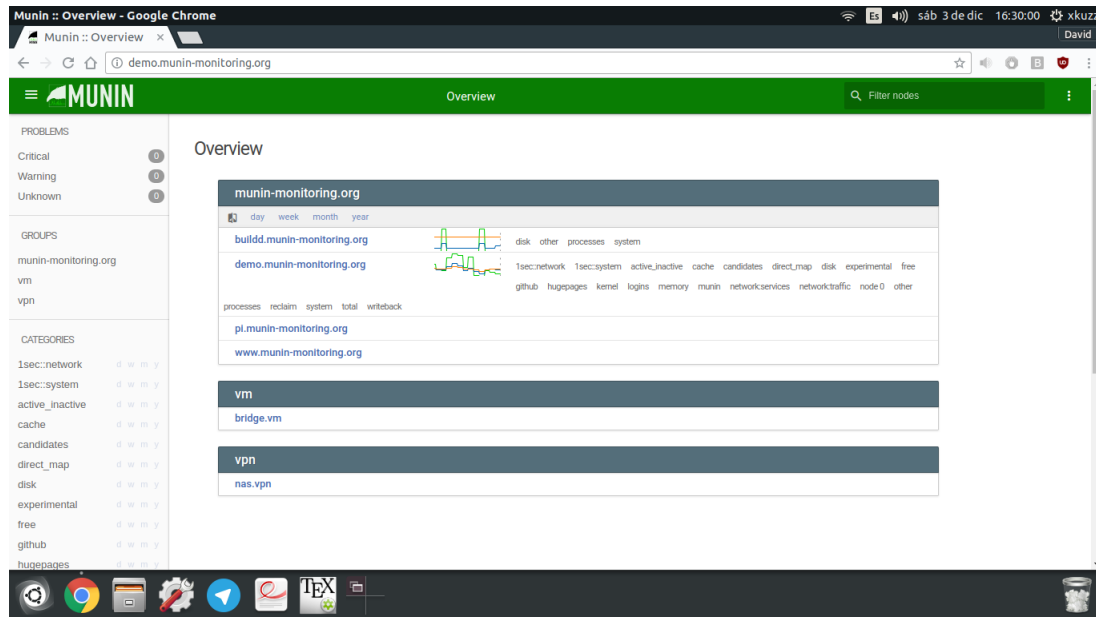 Munin :: Overview - Google Chrome Es sáb 3 de dic 16:30:00 xkuzz
Munin :: Overview × David
demo.munin-monitoring.org B
MUNIN Overview Filter nodes
PROBLEMS
Critical 0
Warning 0
Unknown 0
GROUPS
munin-monitoring.org
vm
vpn
CATEGORIES
1sec::network d w m y
1sec::system d w m y
active_inactive d w m y
cache d w m y
candidates d w m y
direct_map d w m y
disk d w m y
experimental d w m y
free d w m y
github d w m y
hugepages d w m y
Overview
munin-monitoring.org
day week month year
buildd.munin-monitoring.org disk other processes system
demo.munin-monitoring.org 1sec::network 1sec::system active_inactive cache candidates direct_map disk experimental free
github hugepages kernel logins memory munin network:services network:traffic node 0 other
processes reclaim system total writeback
pi.munin-monitoring.org
www.munin-monitoring.org
vm
bridge.vm
vpn
nas.vpn
TEX